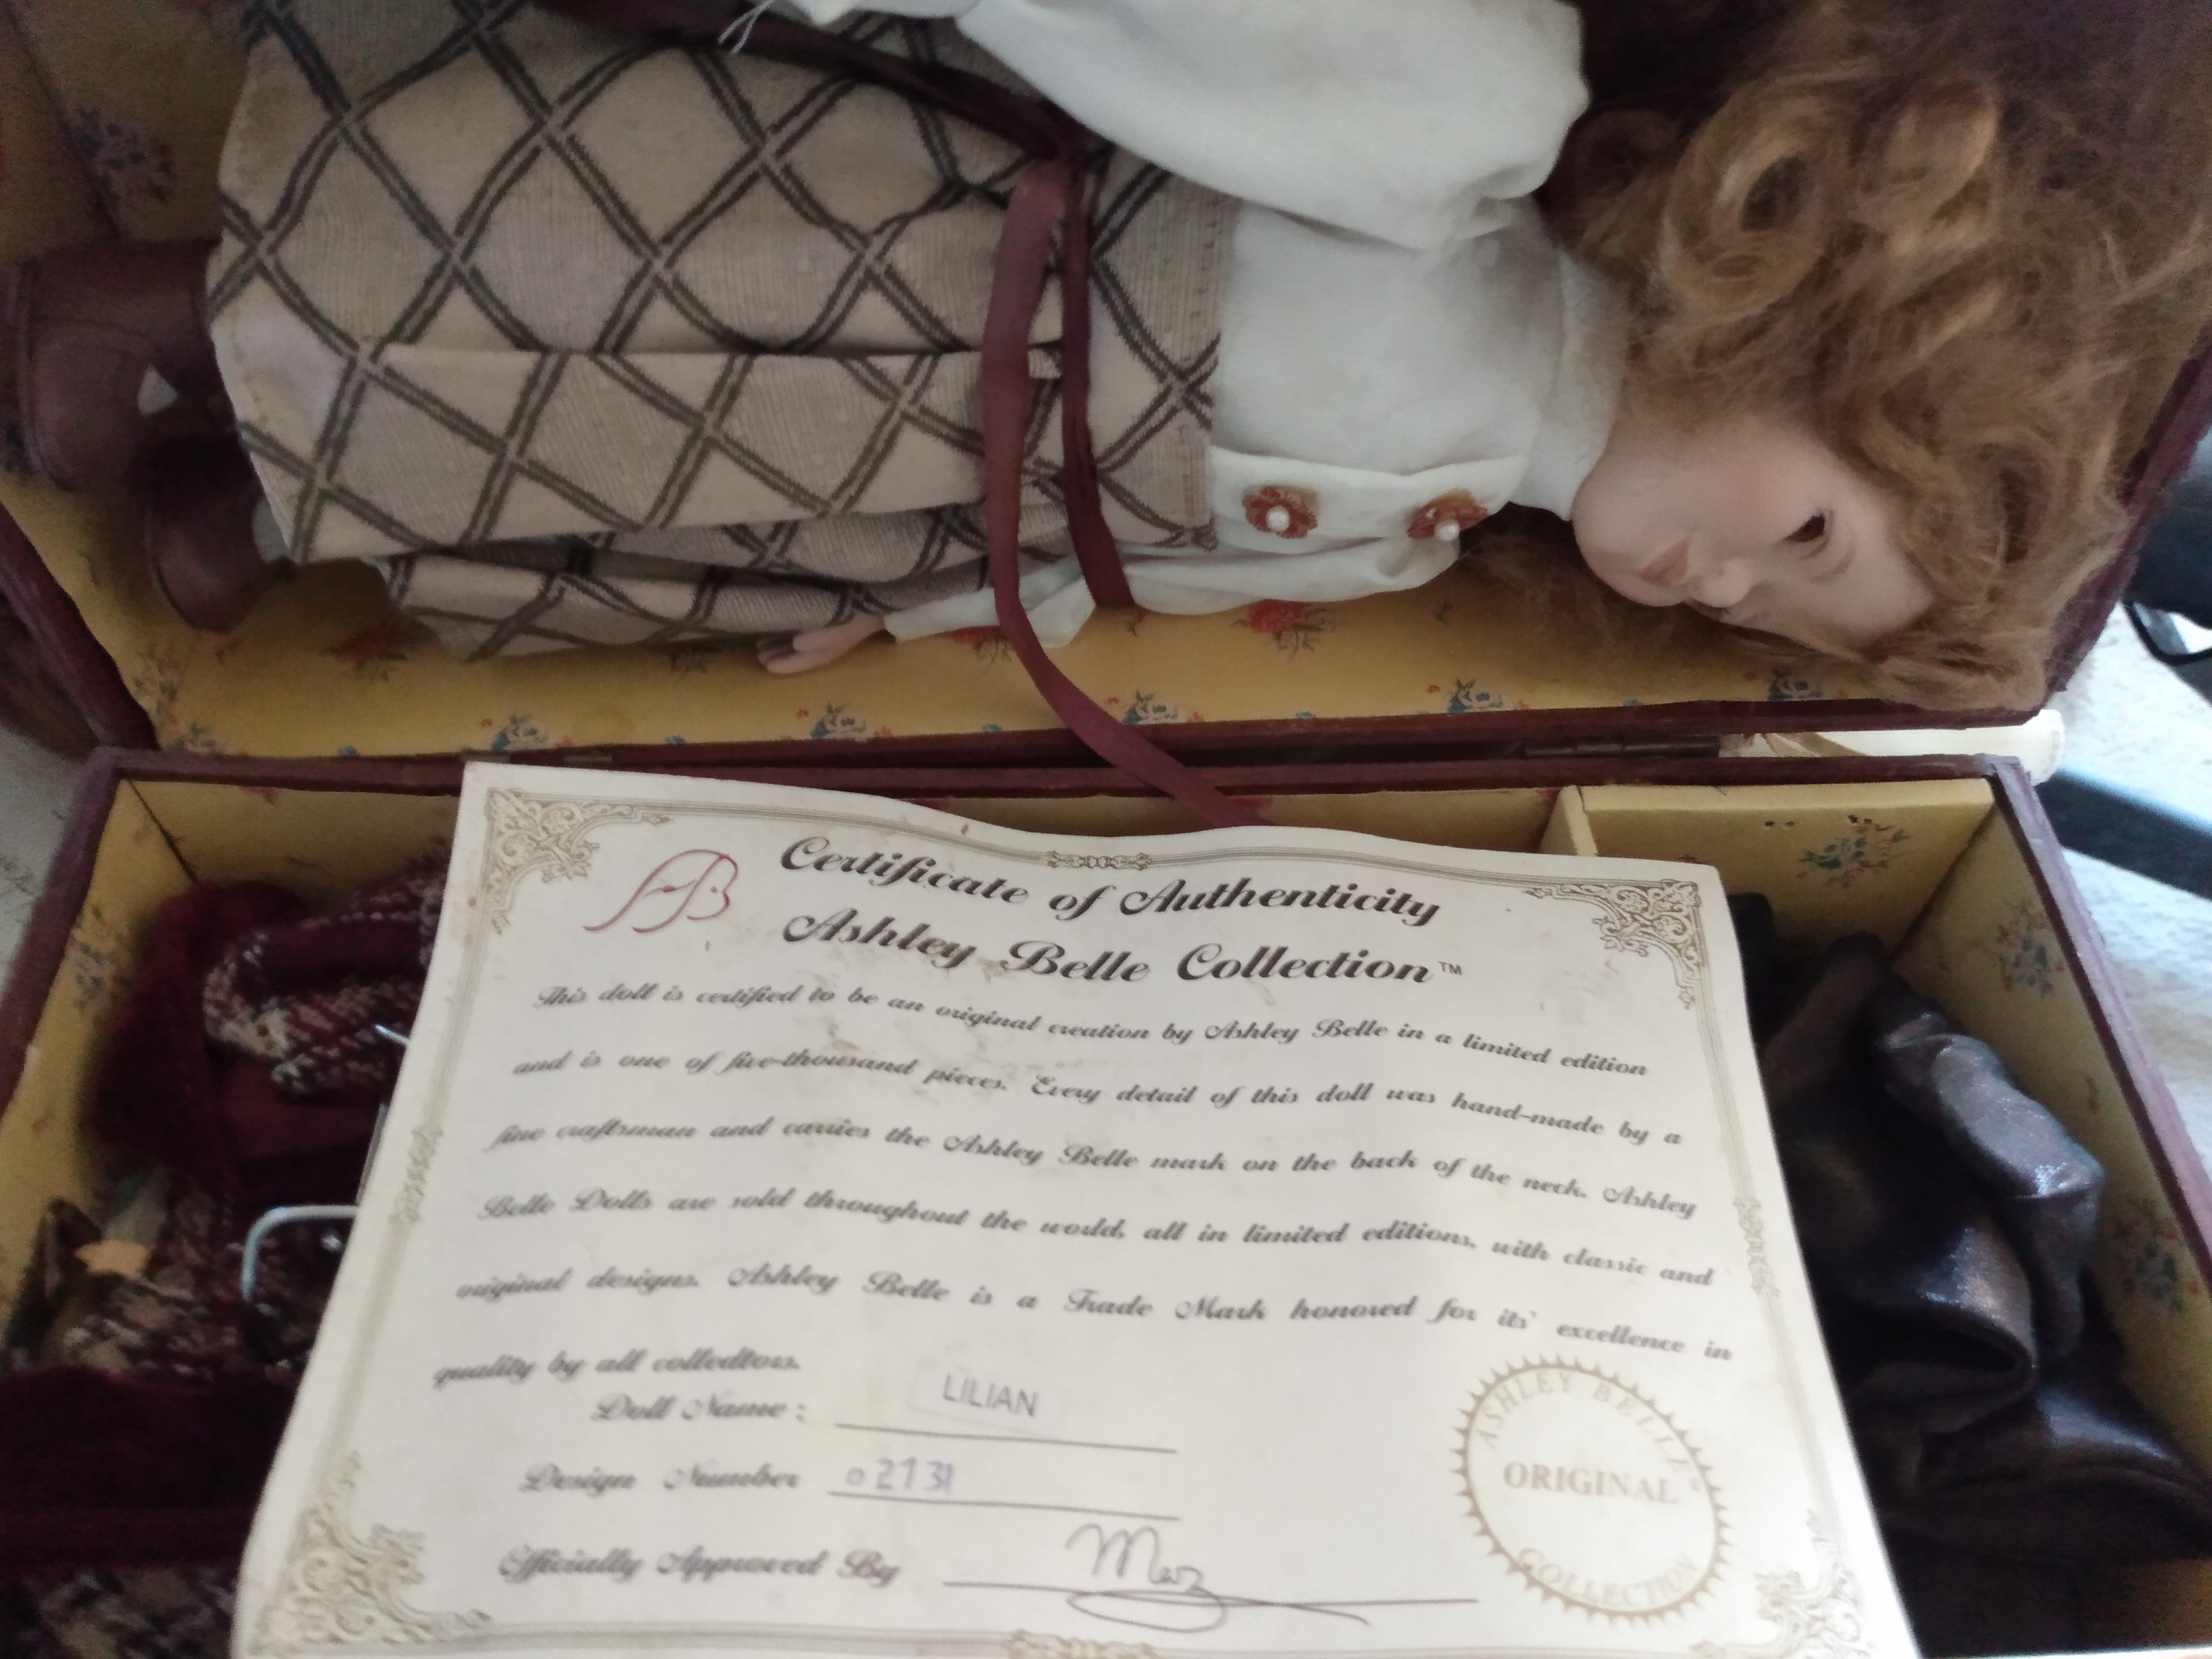 AB
Certificate of Authenticity
Ashley Belle Collection™
This doll is certified to be an original creation by Ashley Belle in a limited edition
and is one of five-thousand pieces. Every detail of this doll was hand-made by a
fine craftsman and carries the Ashley Belle mark on the back of the neck. Ashley
Belle Dolls are sold throughout the world, all in limited editions, with classic and
original designs. Ashley Belle is a Trade Mark honored for its' excellence in
quality by all colledtors.
Doll Name: LILIAN
Design Number 02731
Officially Approved By
ASHLEY BELLE
ORIGINAL
COLLECTION